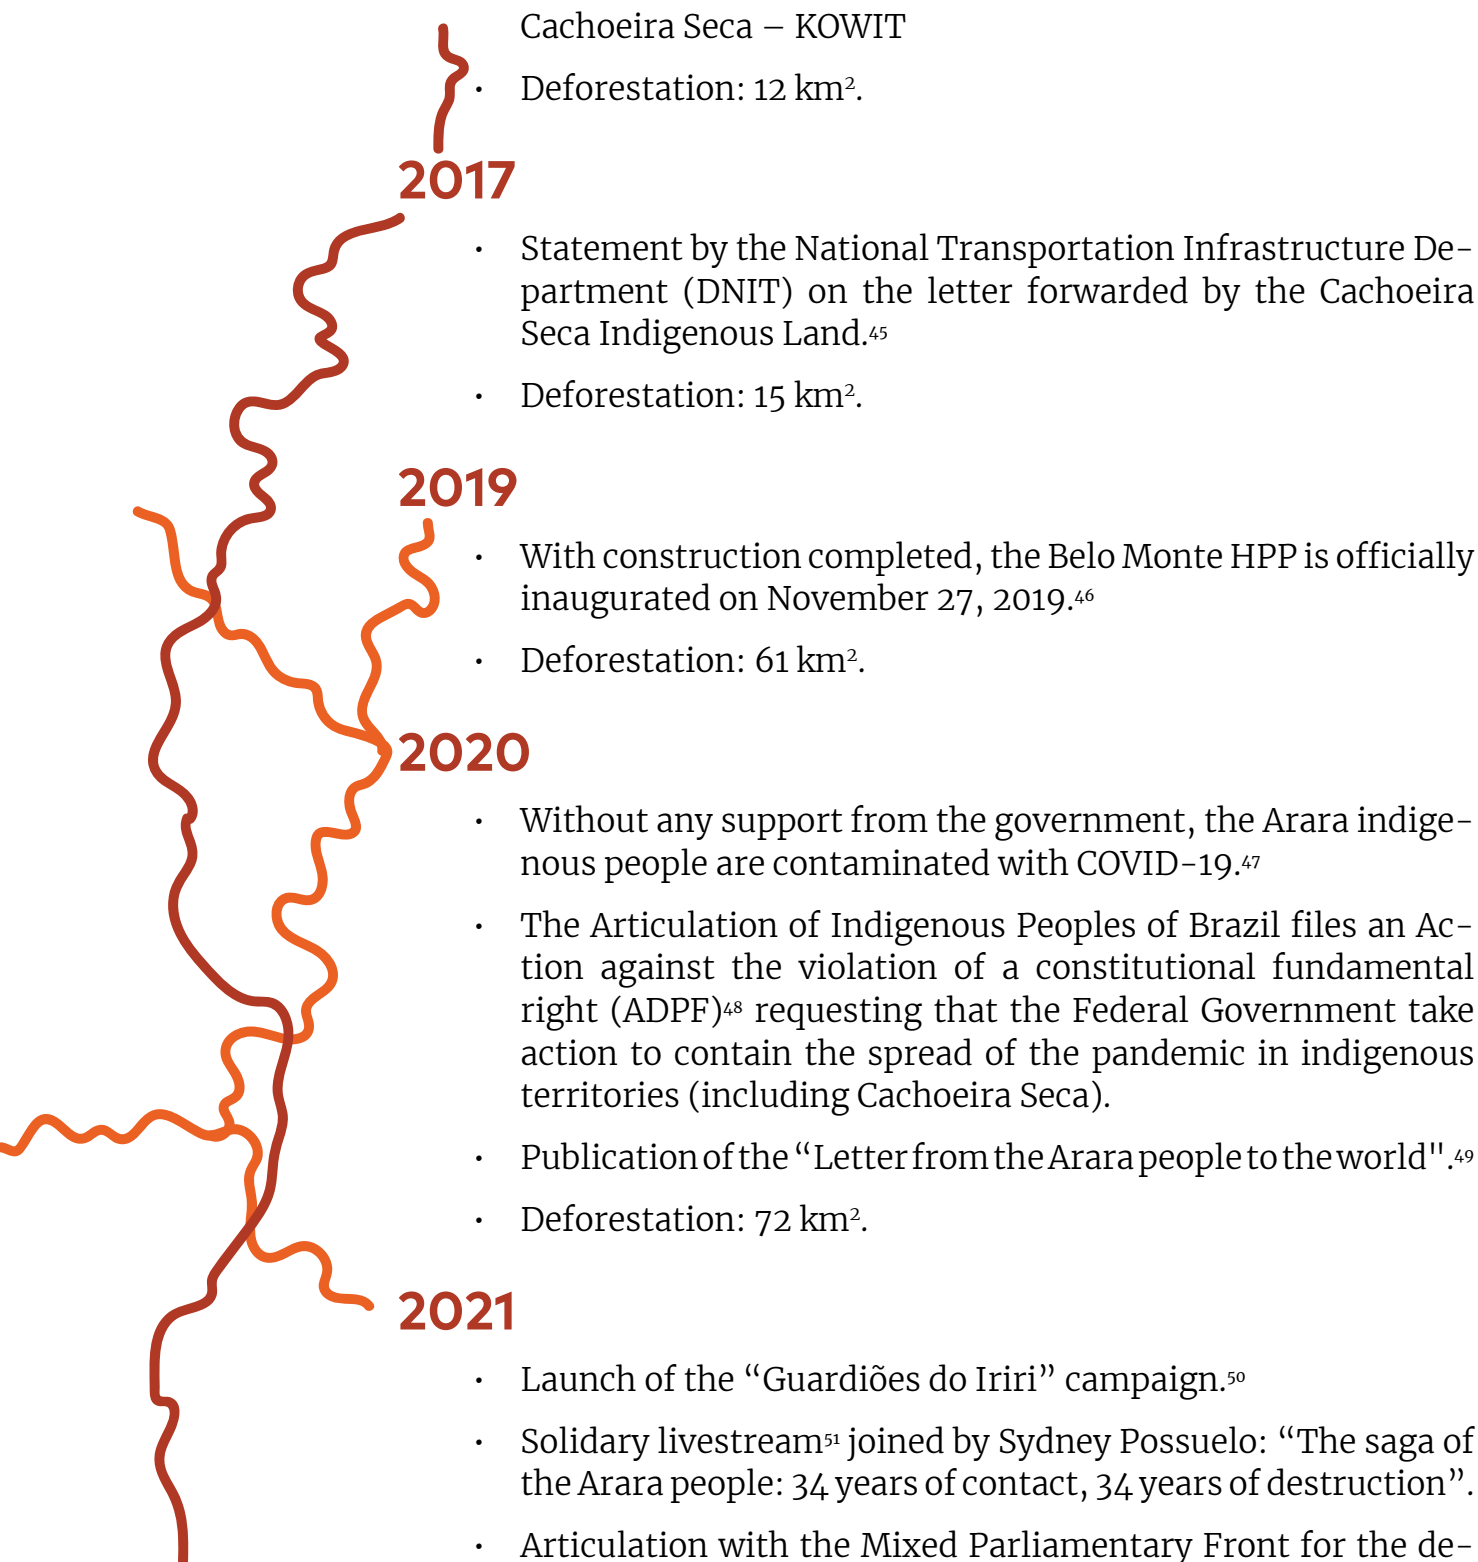 Cachoeira Seca – KOWIT
· Deforestation: 12 km².
2017
· Statement by the National Transportation Infrastructure De-
partment (DNIT) on the letter forwarded by the Cachoeira
Seca Indigenous Land.⁴⁵
· Deforestation: 15 km².
2019
· With construction completed, the Belo Monte HPP is officially
inaugurated on November 27, 2019.⁴⁶
· Deforestation: 61 km².
2020
· Without any support from the government, the Arara indige-
nous people are contaminated with COVID-19.⁴⁷
· The Articulation of Indigenous Peoples of Brazil files an Ac-
tion against the violation of a constitutional fundamental
right (ADPF)⁴⁸ requesting that the Federal Government take
action to contain the spread of the pandemic in indigenous
territories (including Cachoeira Seca).
· Publication of the “Letter from the Arara people to the world".⁴⁹
· Deforestation: 72 km².
2021
· Launch of the “Guardiões do Iriri” campaign.⁵⁰
· Solidary livestream⁵¹ joined by Sydney Possuelo: “The saga of
the Arara people: 34 years of contact, 34 years of destruction”.
· Articulation with the Mixed Parliamentary Front for the de-